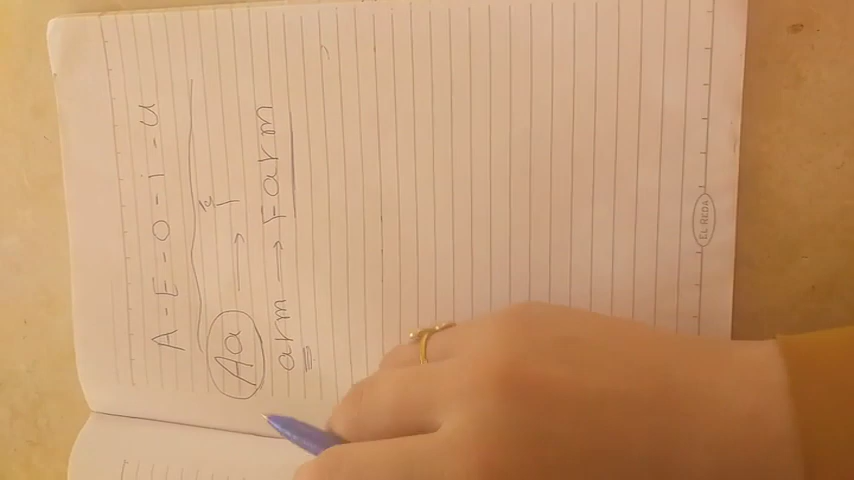 A-E-O-i-u
Aa →
arm → Farm
EL REDA